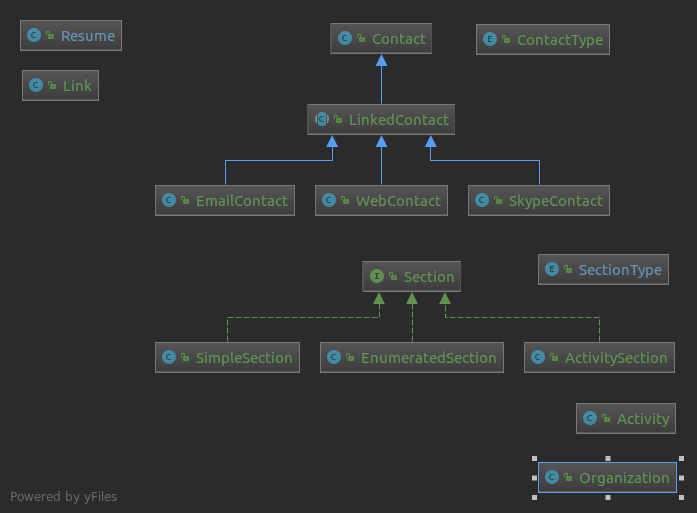 C Resume
C Contact
E ContactType
C Link
C LinkedContact
C EmailContact
C WebContact
C SkypeContact
I Section
E SectionType
C SimpleSection
C EnumeratedSection
C ActivitySection
C Activity
C Organization
Powered by yFiles